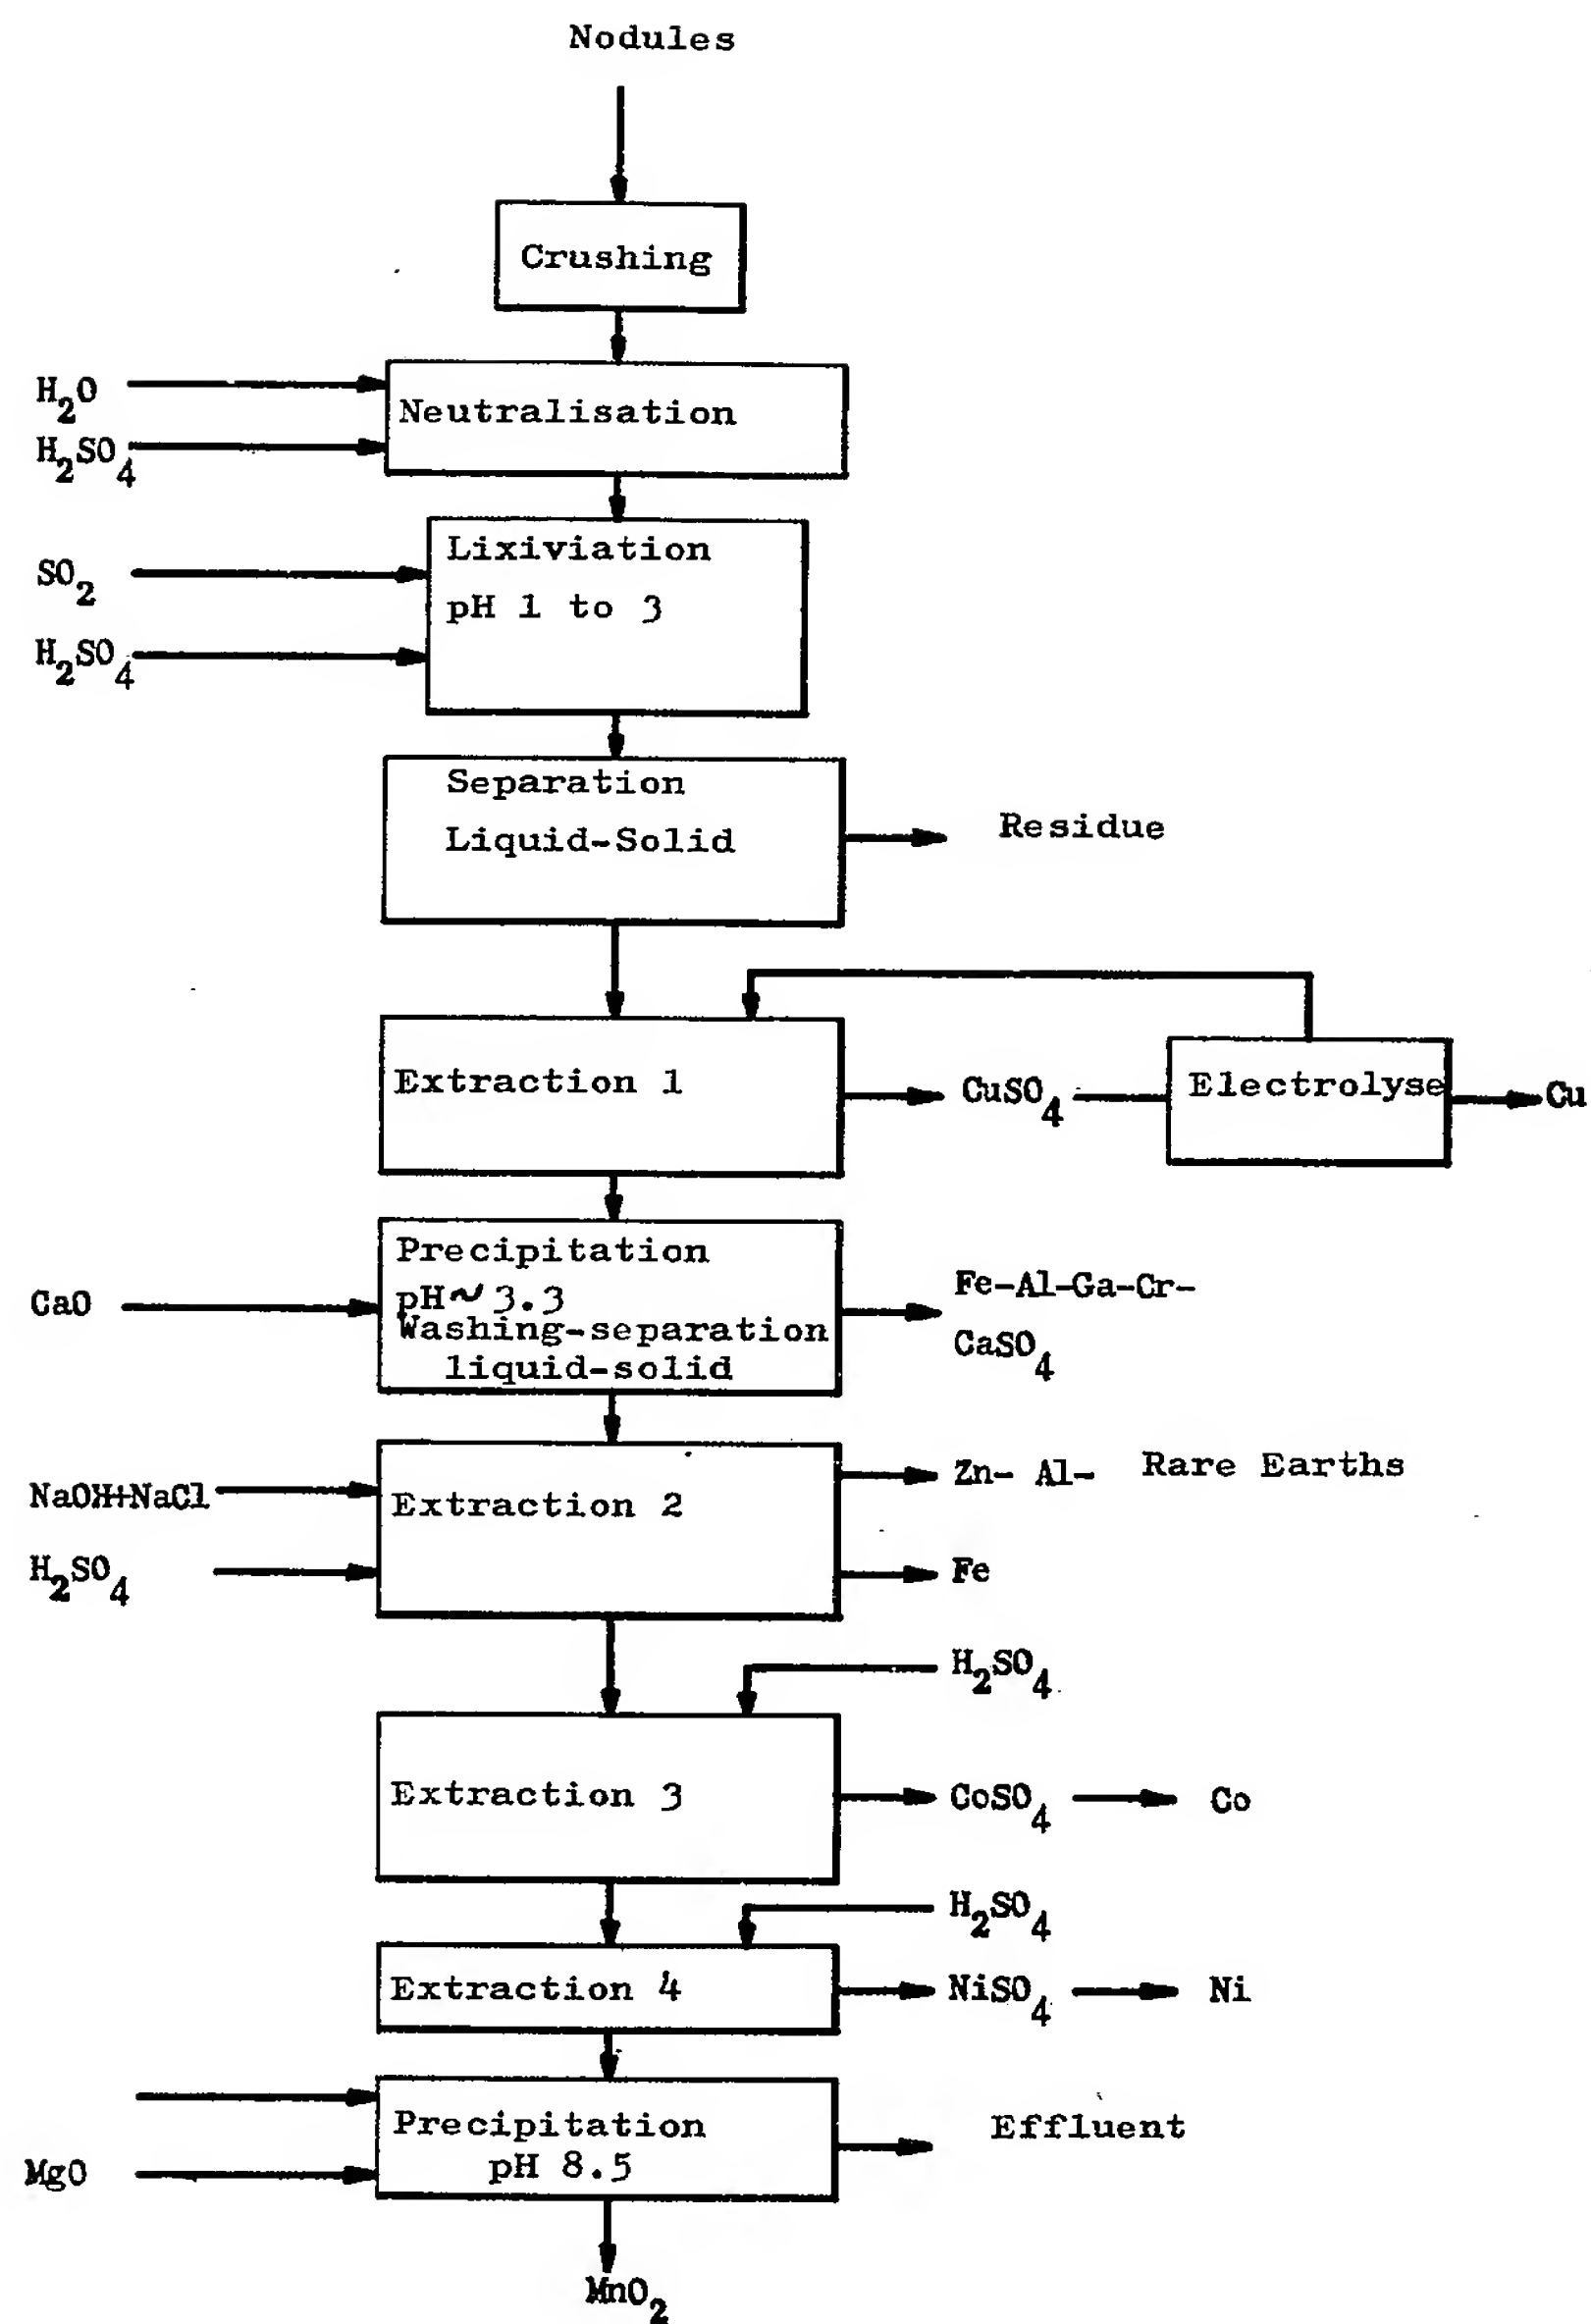 Nodules
Crushing
H₂O
Neutralisation
H₂SO₄
Lixiviation
SO₂
pH 1 to 3
H₂SO₄
Separation
Residue
Liquid-Solid
Extraction 1
CuSO₄
Electrolyse
Cu
Precipitation
Fe-Al-Ga-Cr-
CaO
pH~3.3
Washing-separation
CaSO₄
liquid-solid
Zn- Al- Rare Earths
NaOH+NaCl
Extraction 2
H₂SO₄
Fe
H₂SO₄
Extraction 3
CoSO₄
Co
H₂SO₄
Extraction 4
NiSO₄
Ni
Precipitation
Effluent
pH 8.5
MgO
MnO₂